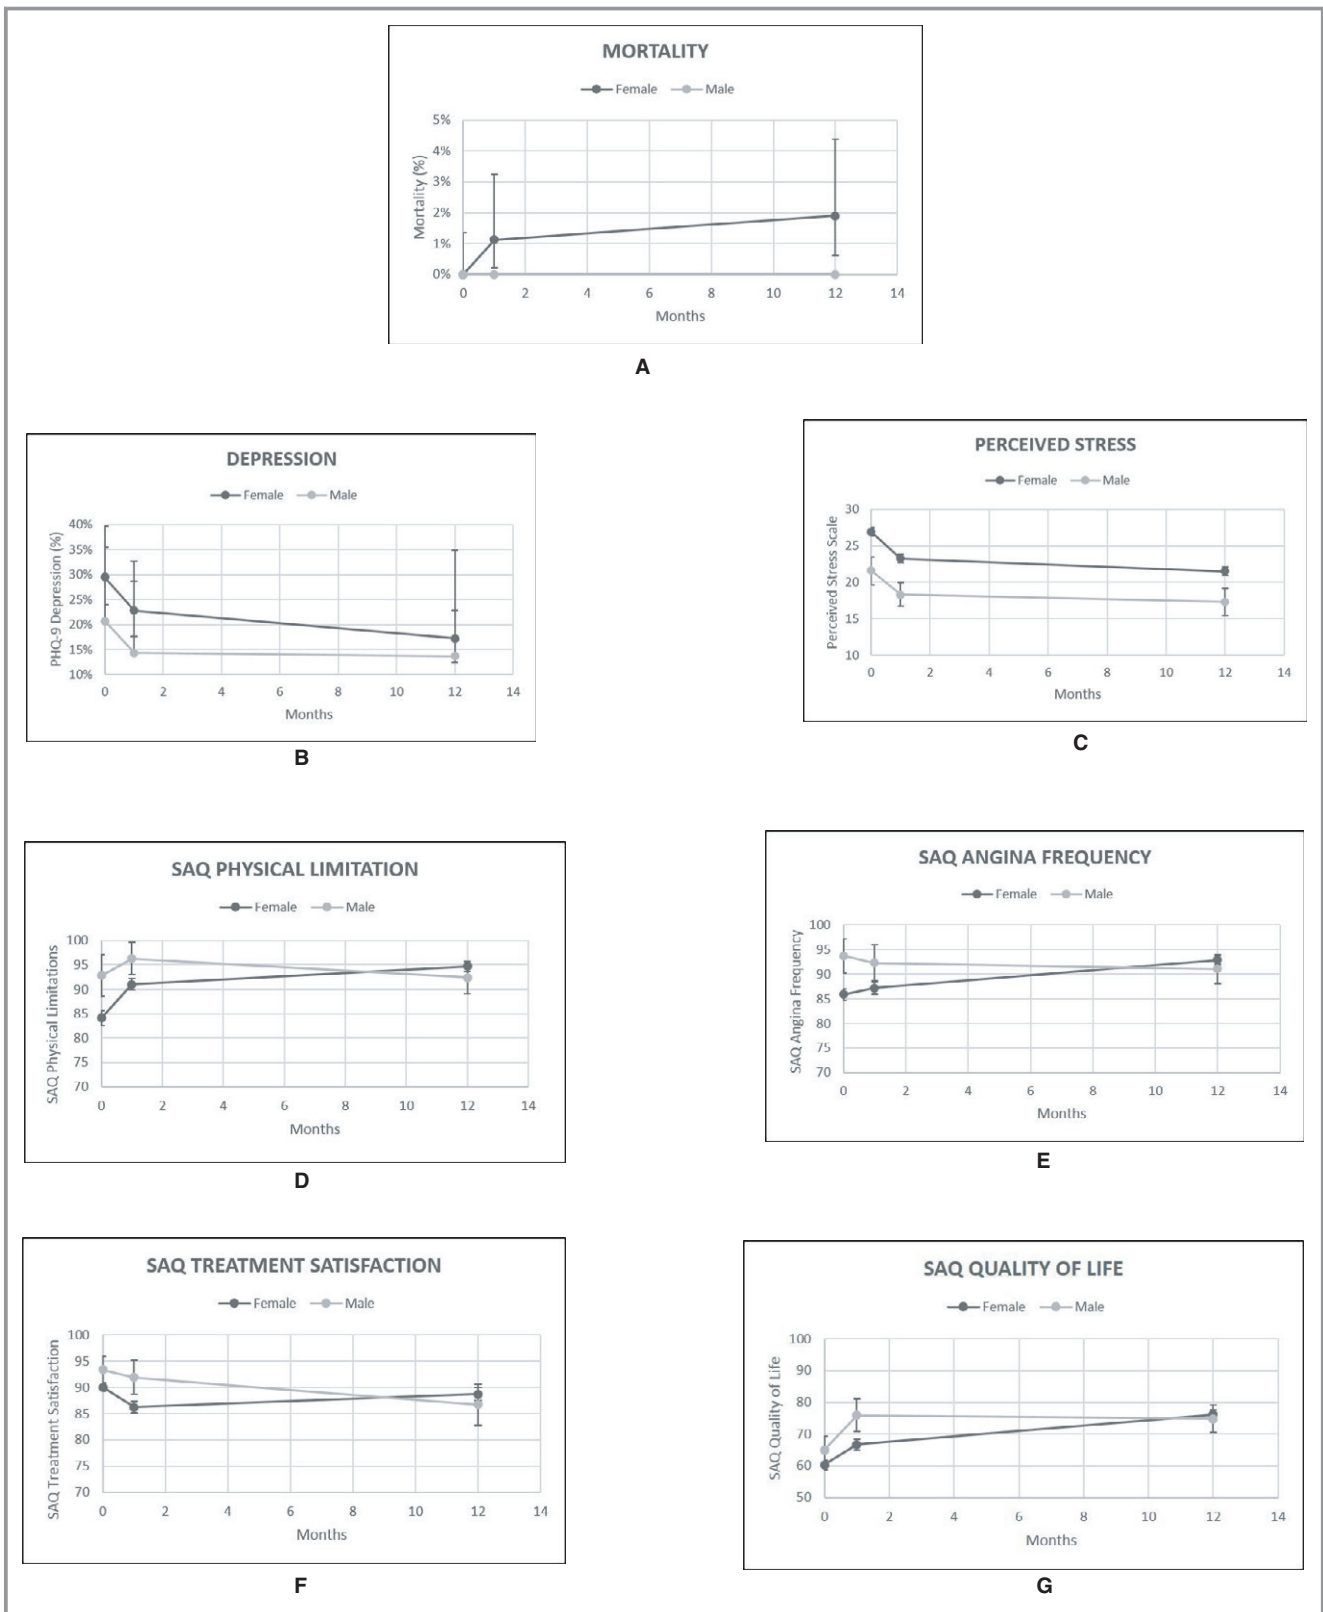 MORTALITY
Female Male
5%
4%
3%
2%
1%
0%
Mortality (%)
0 2 4 6 8 10 12 14
Months
A
DEPRESSION
Female Male
40%
35%
30%
25%
20%
15%
10%
PHQ-9 Depression (%)
0 2 4 6 8 10 12 14
Months
B
PERCEIVED STRESS
Female Male
30
25
20
15
10
Perceived Stress Scale
0 2 4 6 8 10 12 14
Months
C
SAQ PHYSICAL LIMITATION
Female Male
100
95
90
85
80
75
70
SAQ Physical Limitations
0 2 4 6 8 10 12 14
Months
D
SAQ ANGINA FREQUENCY
Female Male
100
95
90
85
80
75
70
SAQ Angina Frequency
0 2 4 6 8 10 12 14
Months
E
SAQ TREATMENT SATISFACTION
Female Male
100
95
90
85
80
75
70
SAQ Treatment Satisfaction
0 2 4 6 8 10 12 14
Months
F
SAQ QUALITY OF LIFE
Female Male
100
90
80
70
60
50
SAQ Quality of Life
0 2 4 6 8 10 12 14
Months
G